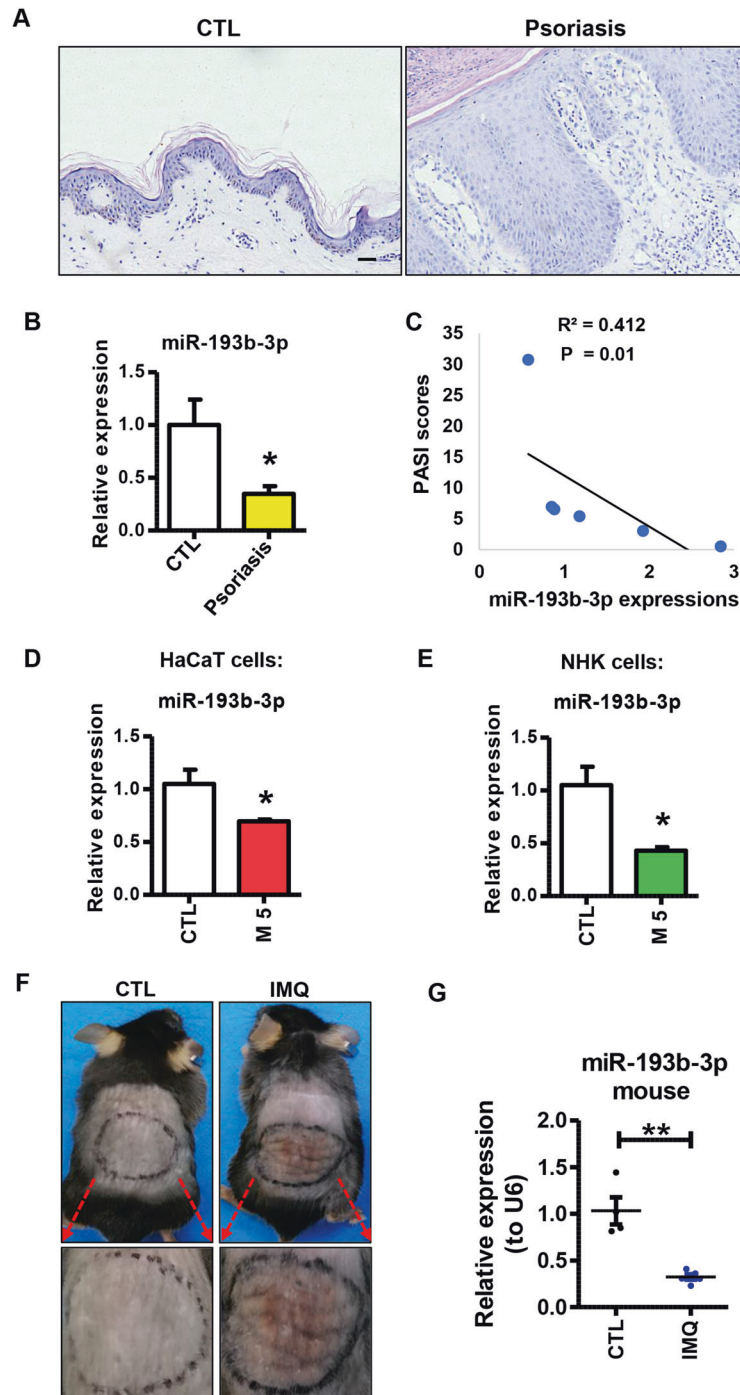 A
CTL
Psoriasis
B
miR-193b-3p
Relative expression
1.5
1.0
0.5
0.0
*
CTL
Psoriasis
C
R² = 0.412
P = 0.01
PASI scores
35
30
25
20
15
10
5
0
0
1
2
3
miR-193b-3p expressions
D
HaCaT cells:
miR-193b-3p
Relative expression
1.5
1.0
0.5
0.0
*
CTL
M 5
E
NHK cells:
miR-193b-3p
Relative expression
1.5
1.0
0.5
0.0
*
CTL
M 5
F
CTL
IMQ
G
miR-193b-3p
mouse
Relative expression
(to U6)
2.0
1.5
1.0
0.5
0.0
**
CTL
IMQ